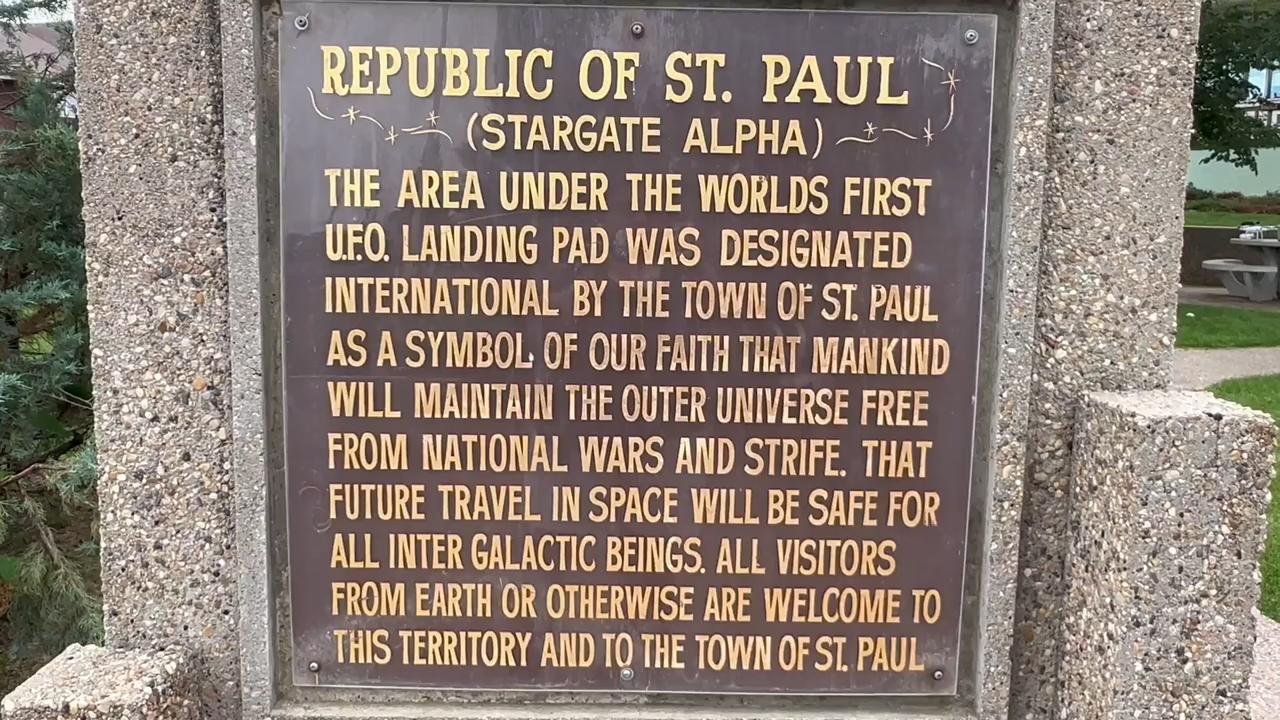 REPUBLIC OF ST. PAUL
(STARGATE ALPHA)
THE AREA UNDER THE WORLDS FIRST
U.F.O. LANDING PAD WAS DESIGNATED
INTERNATIONAL BY THE TOWN OF ST. PAUL
AS A SYMBOL OF OUR FAITH THAT MANKIND
WILL MAINTAIN THE OUTER UNIVERSE FREE
FROM NATIONAL WARS AND STRIFE. THAT
FUTURE TRAVEL IN SPACE WILL BE SAFE FOR
ALL INTER GALACTIC BEINGS. ALL VISITORS
FROM EARTH OR OTHERWISE ARE WELCOME TO
THIS TERRITORY AND TO THE TOWN OF ST. PAUL